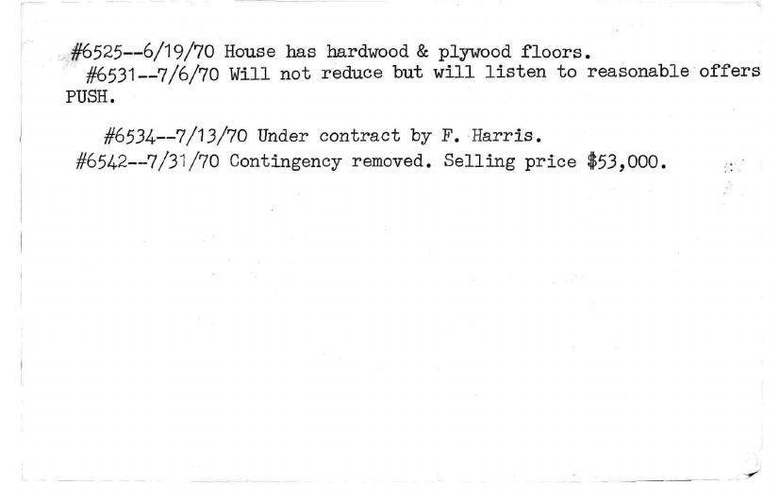 #6525--6/19/70 House has hardwood & plywood floors.
#6531--7/6/70 Will not reduce but will listen to reasonable offers
PUSH.
#6534--7/13/70 Under contract by F. Harris.
#6542--7/31/70 Contingency removed. Selling price $53,000.